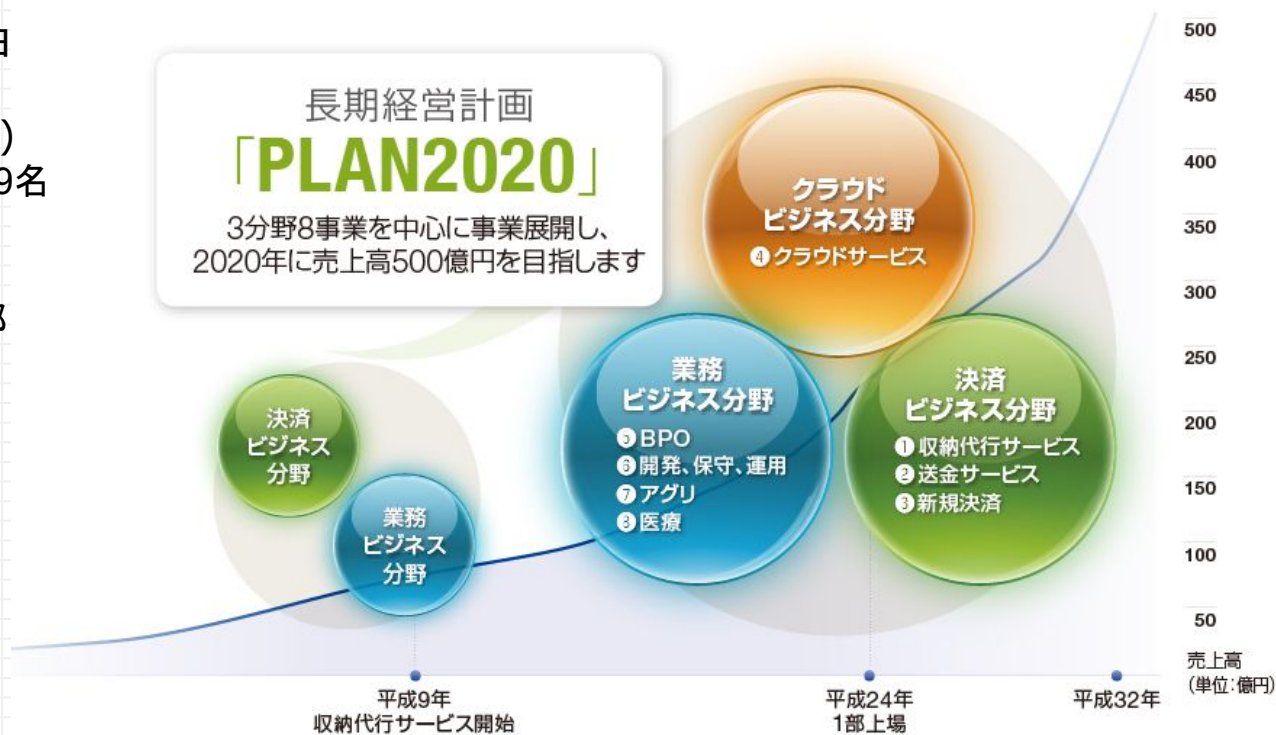 日
)
9名
長期経営計画
「PLAN2020」
3分野8事業を中心に事業展開し、
2020年に売上高500億円を目指します
クラウド
ビジネス分野
❹クラウドサービス
業務
ビジネス分野
❺BPO
❻開発、保守、運用
❼アグリ
❽医療
決済
ビジネス分野
❶収納代行サービス
❷送金サービス
❸新規決済
決済
ビジネス
分野
業務
ビジネス
分野
500
450
400
350
300
250
200
150
100
50
売上高
(単位:億円)
平成9年
収納代行サービス開始
平成24年
1部上場
平成32年